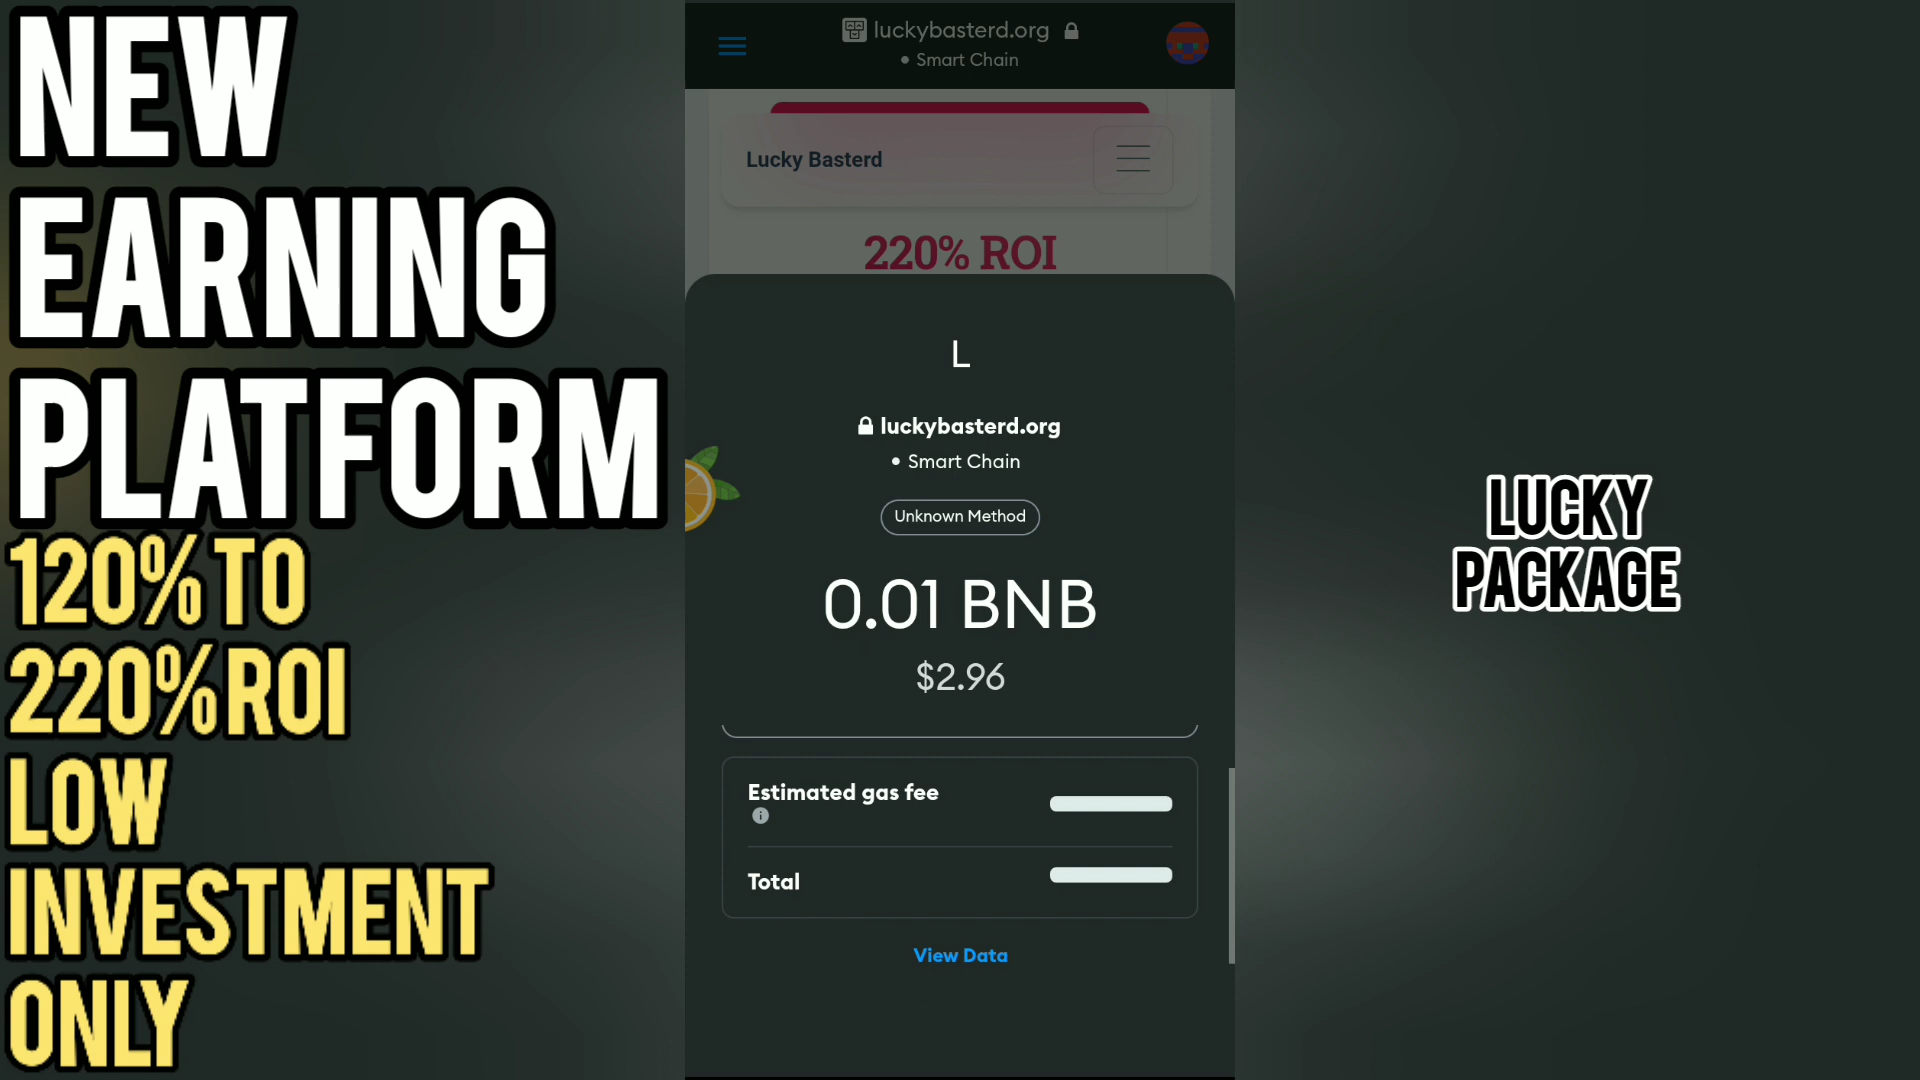 NEW
EARNING
PLATFORM
120% TO
220% ROI
LOW
INVESTMENT
ONLY
luckybasterd.org
• Smart Chain
Lucky Basterd
220% ROI
L
luckybasterd.org
• Smart Chain
Unknown Method
0.01 BNB
$2.96
Estimated gas fee
Total
View Data
LUCKY
PACKAGE